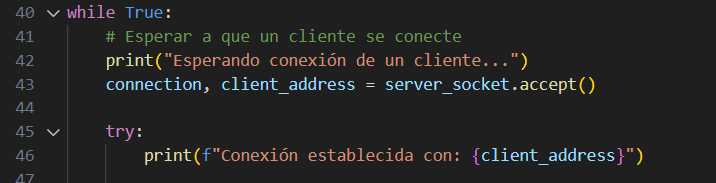 40 while True:
41 # Esperar a que un cliente se conecte
42 print("Esperando conexión de un cliente...")
43 connection, client_address = server_socket.accept()
44
45 try:
46 print(f"Conexión establecida con: {client_address}")
47